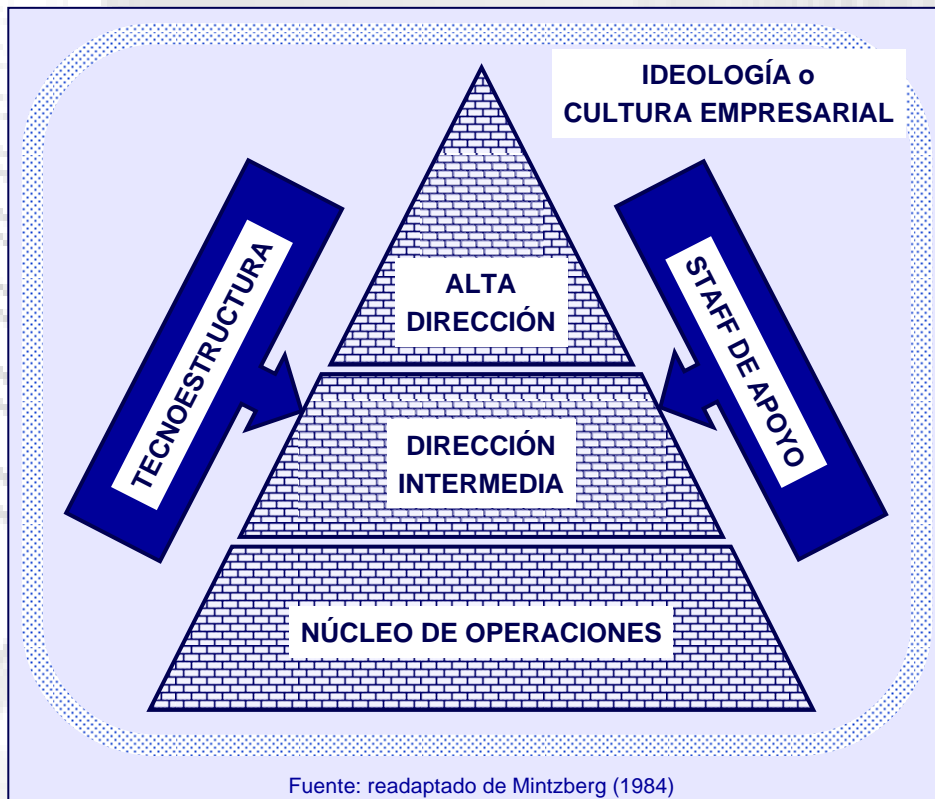 IDEOLOGÍA o
CULTURA EMPRESARIAL
TECNOESTRUCTURA
STAFF DE APOYO
ALTA
DIRECCIÓN
DIRECCIÓN
INTERMEDIA
NÚCLEO DE OPERACIONES
Fuente: readaptado de Mintzberg (1984)